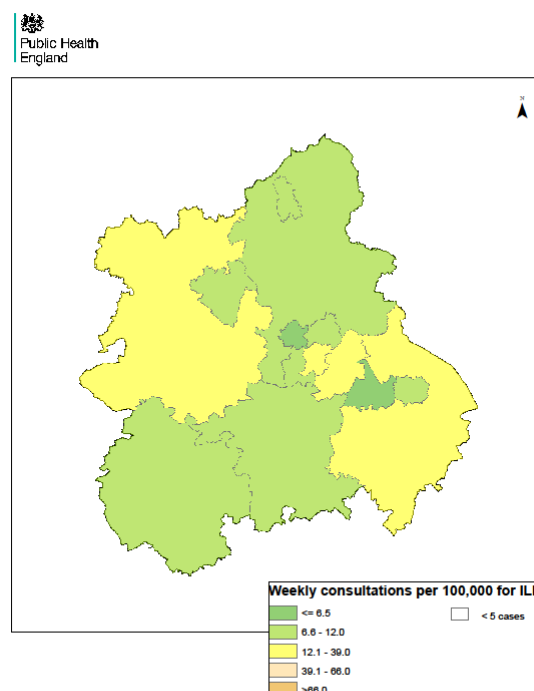 Public Health
England
N
Weekly consultations per 100,000 for ILI
<= 6.5
< 5 cases
6.6 - 12.0
12.1 - 39.0
39.1 - 66.0
>66.0